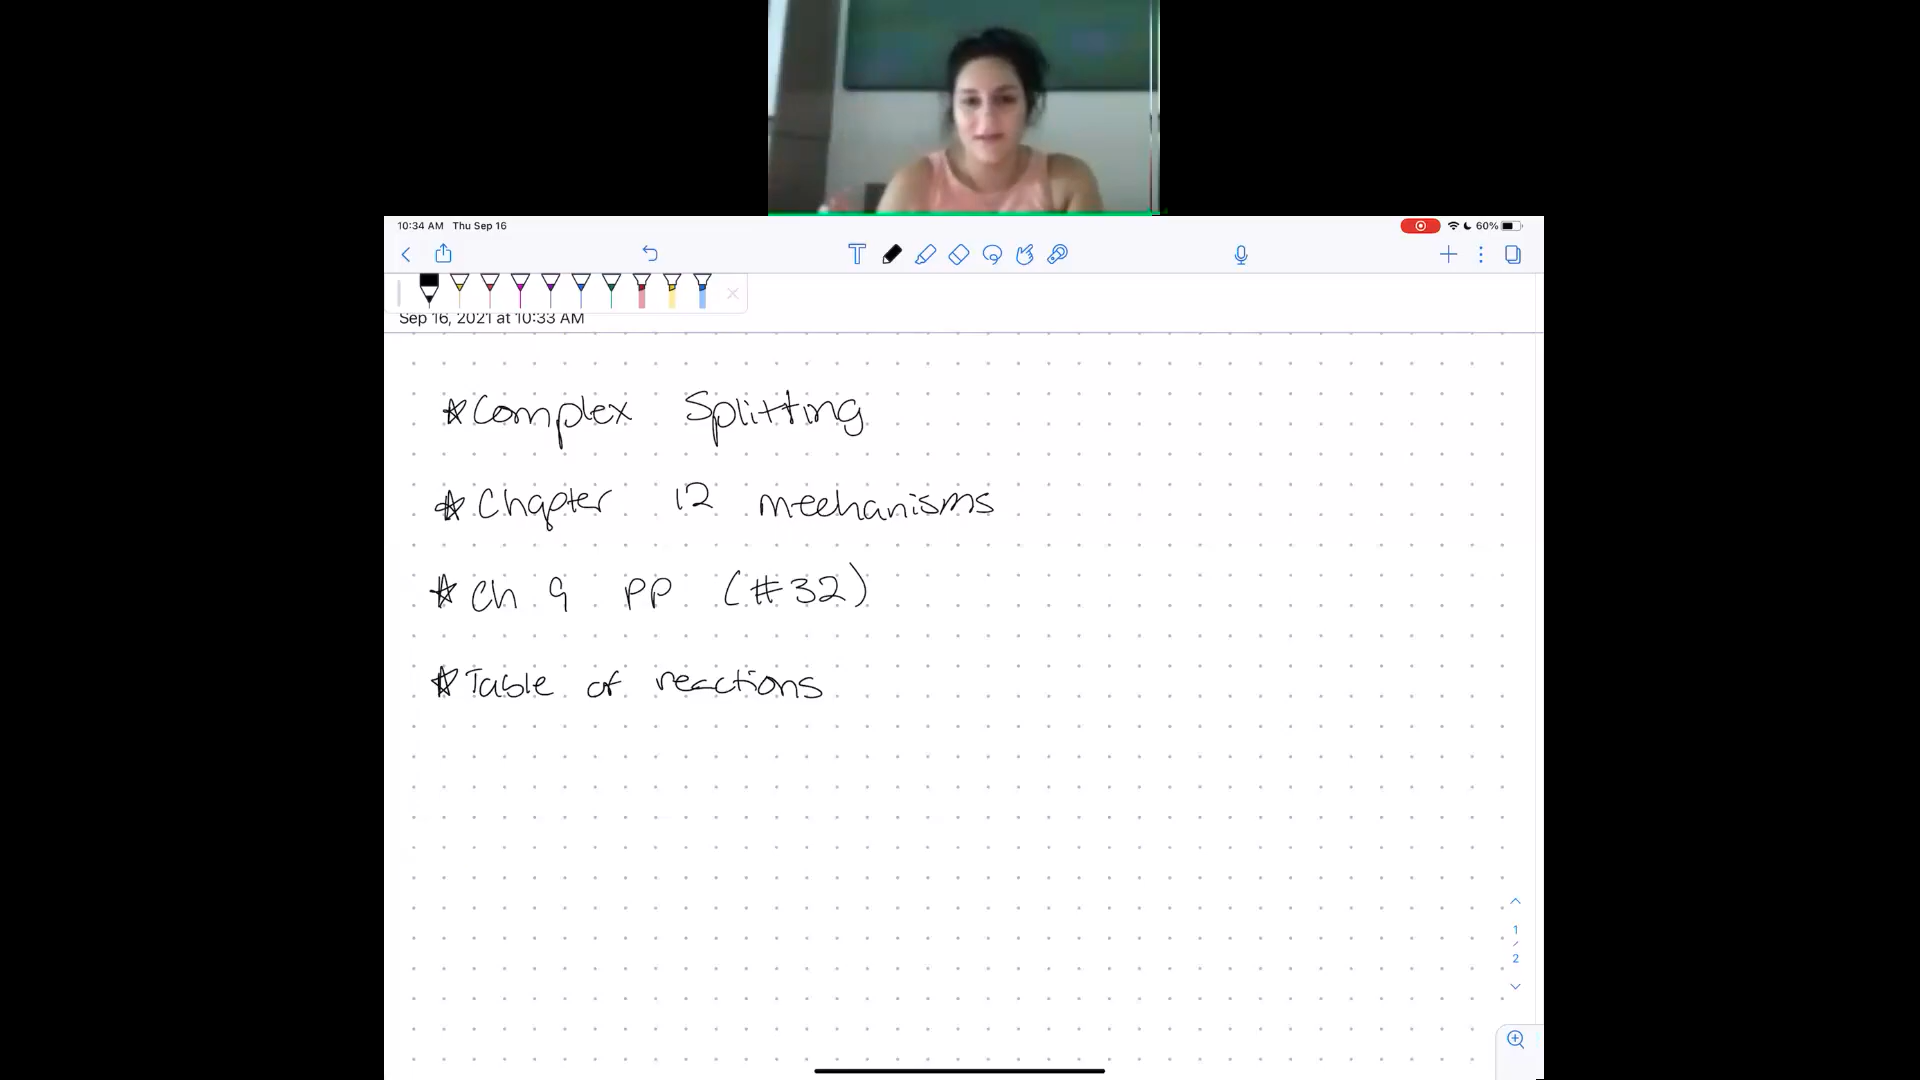 10:34 AM Thu Sep 16
60%
Sep 16, 2021 at 10:33 AM
*Complex Splitting
*Chapter 12 mechanisms
*Ch 9 PP (#32)
*Table of reactions
1
/
2